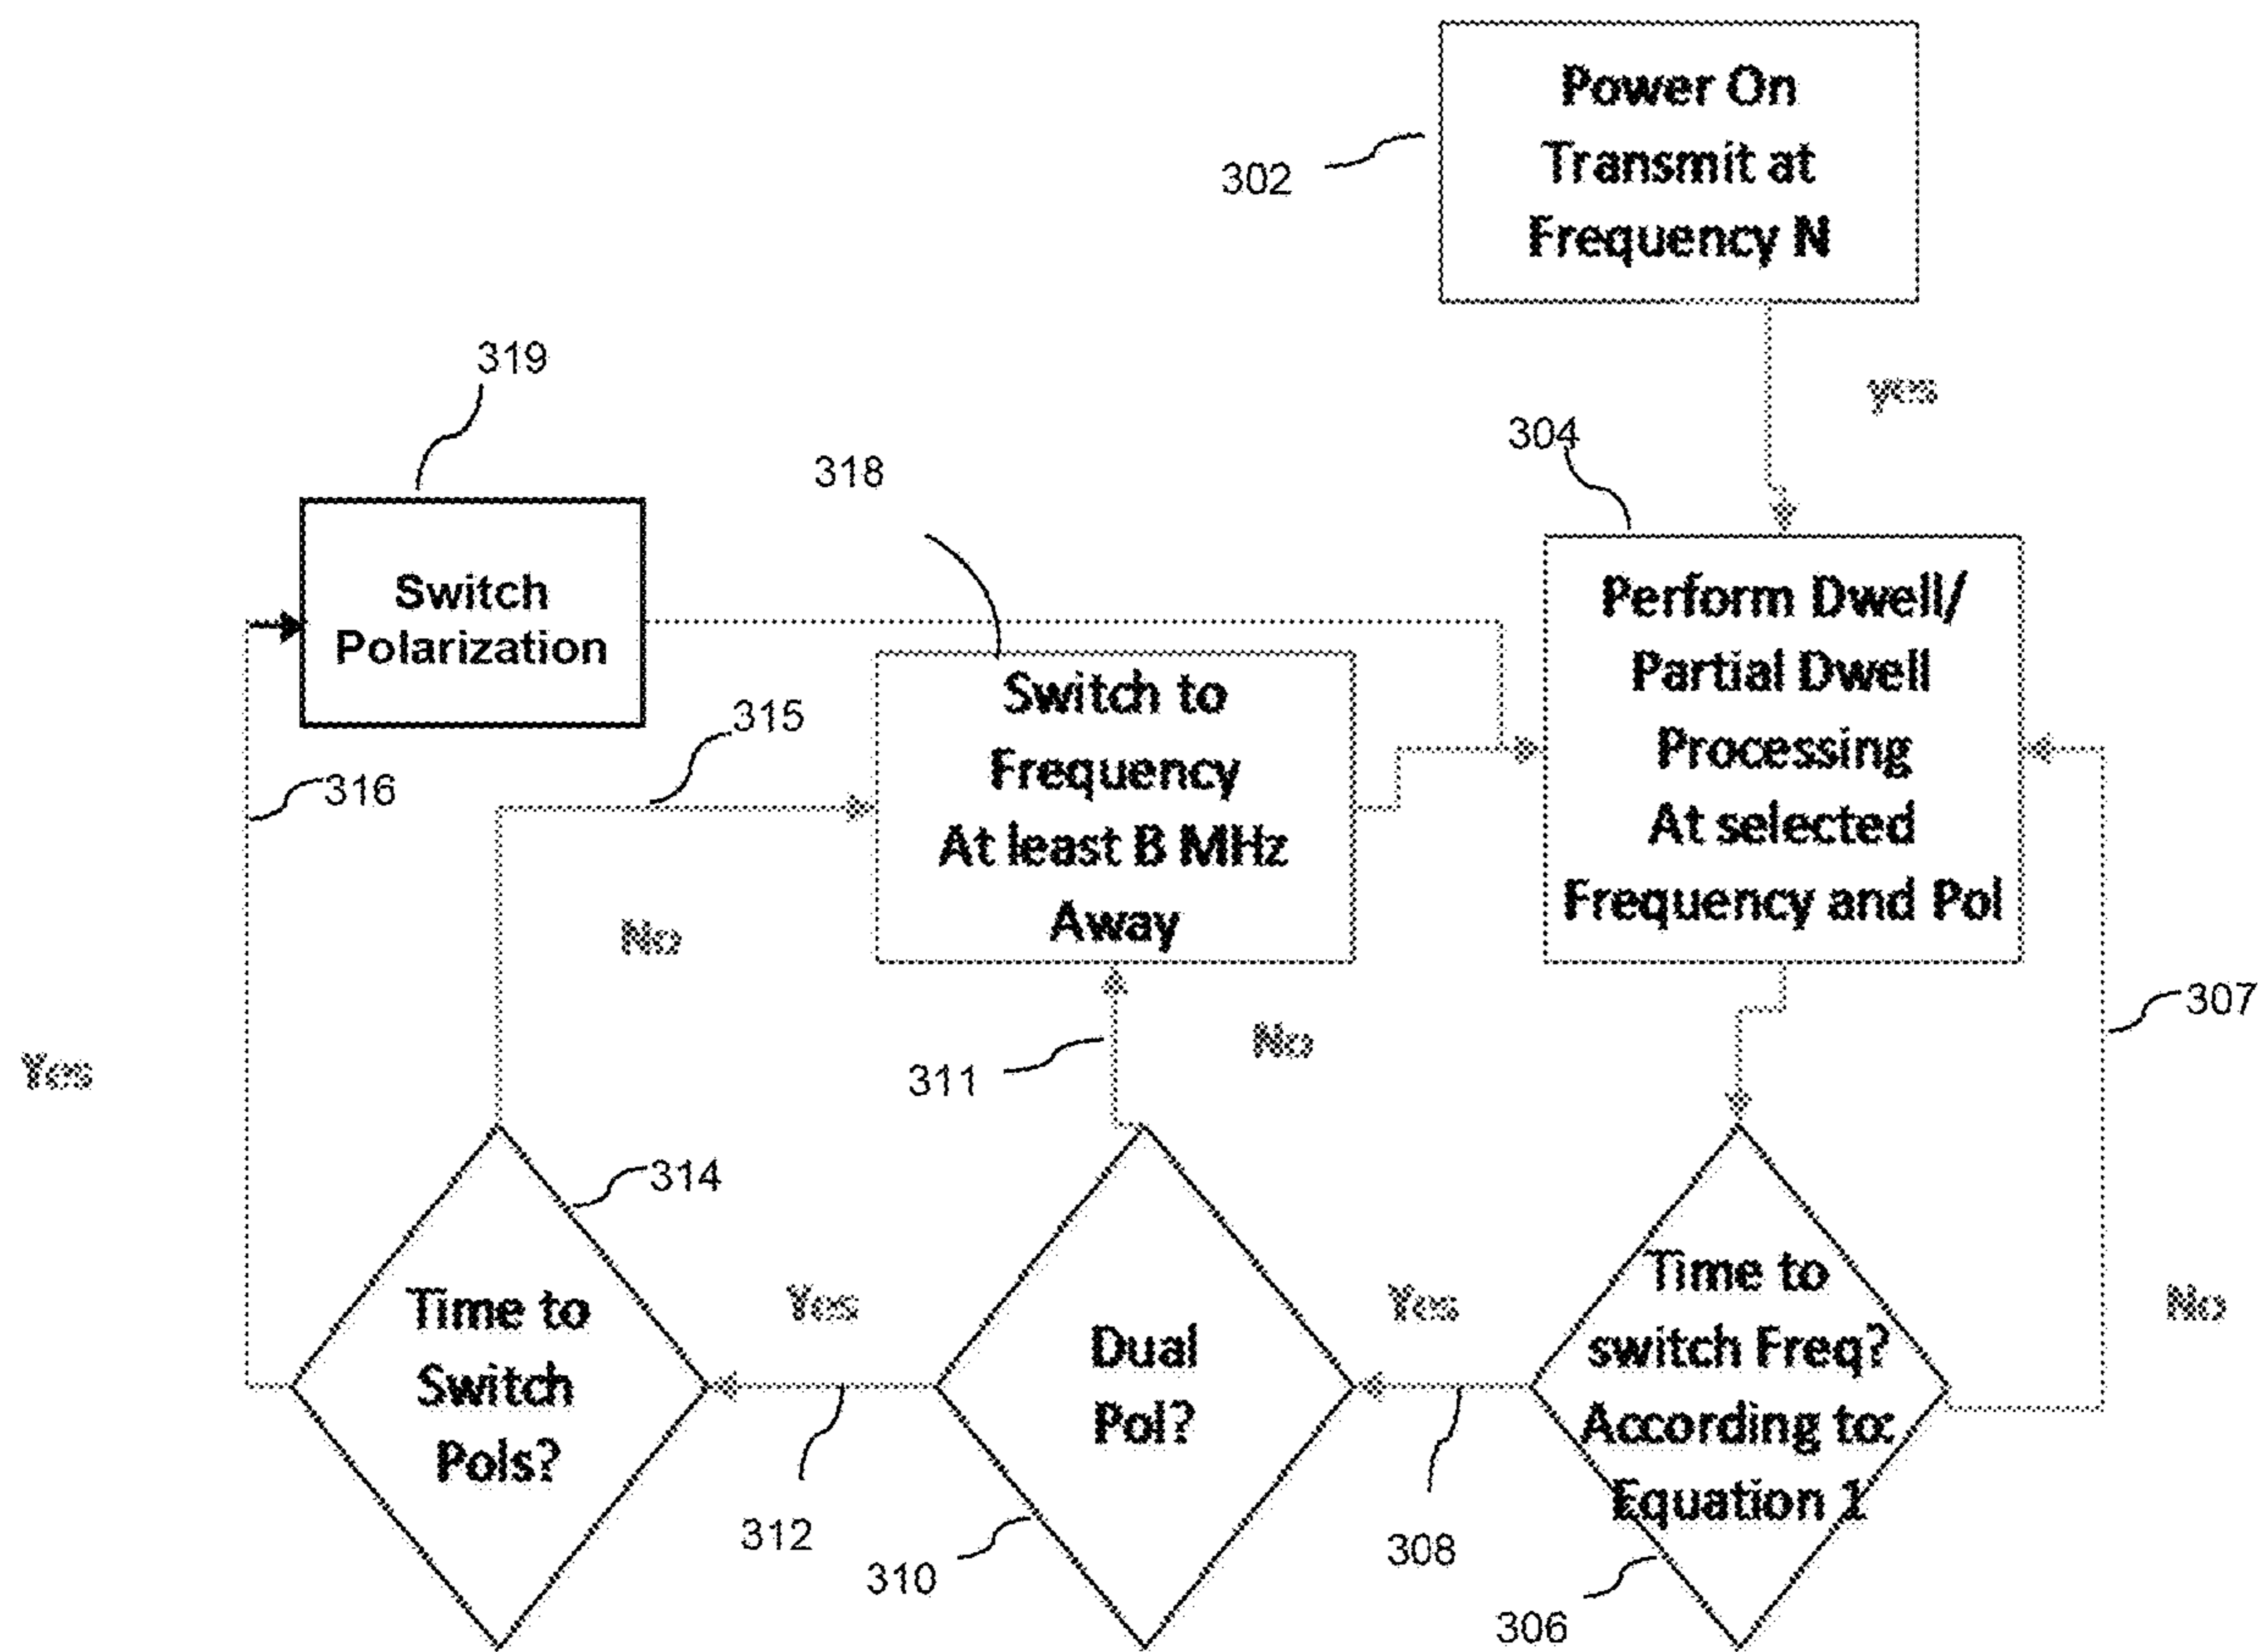 Power On
Transmit at
Frequency N
302
yes
319
304
318
Switch
Polarization
Switch to
Frequency
At least B MHz
Away
Perform Dwell/
Partial Dwell
Processing
At selected
Frequency and Pol
315
316
No
307
No
311
Yes
314
Time to
Switch
Pols?
Yes
Dual
Pol?
Yes
Time to
switch Freq?
According to:
Equation 1
No
312
310
308
306